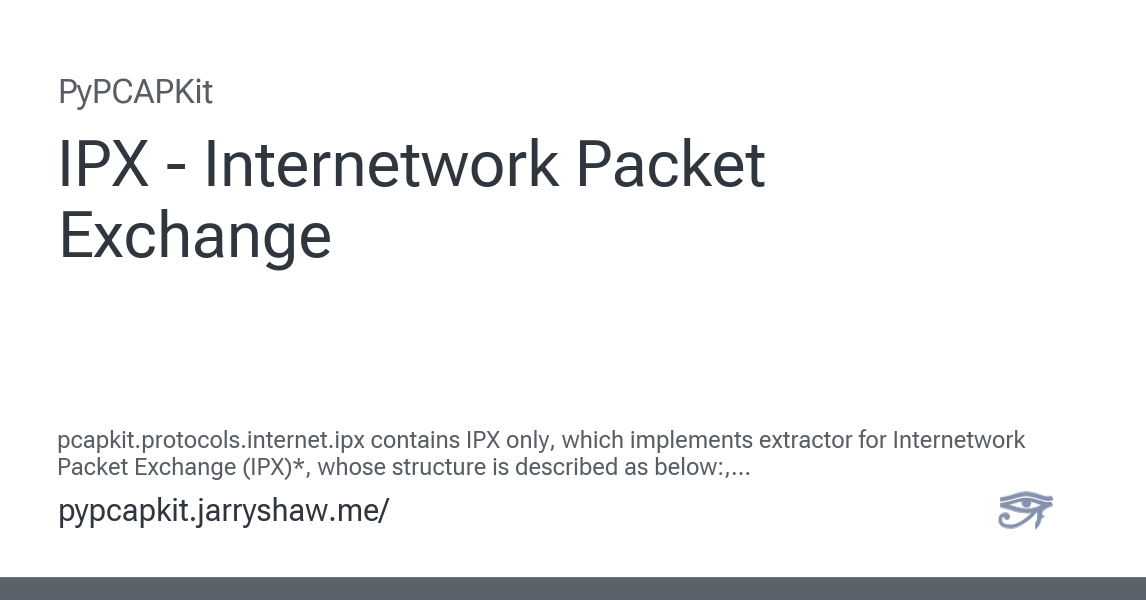 PyPCAPKit
IPX - Internetwork Packet
Exchange
pcapkit.protocols.internet.ipx contains IPX only, which implements extractor for Internetwork
Packet Exchange (IPX)*, whose structure is described as below:,...
pypcapkit.jarryshaw.me/